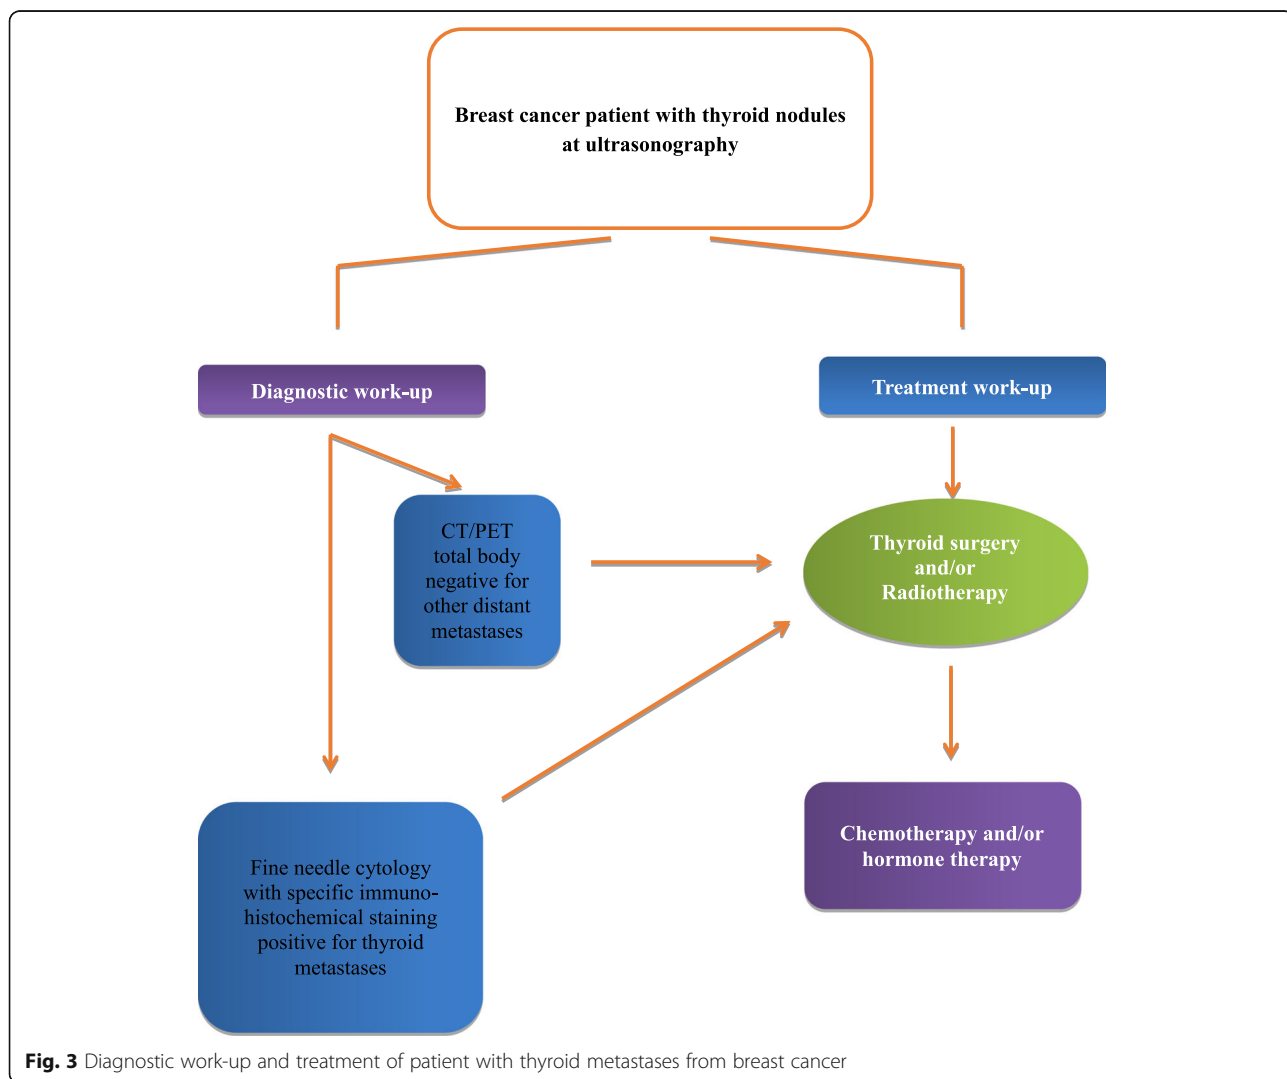 Breast cancer patient with thyroid nodules
at ultrasonography
Diagnostic work-up
Treatment work-up
CT/PET
total body
negative for
other distant
metastases
Thyroid surgery
and/or
Radiotherapy
Fine needle cytology
with specific immuno-
histochemical staining
positive for thyroid
metastases
Chemotherapy and/or
hormone therapy
Fig. 3 Diagnostic work-up and treatment of patient with thyroid metastases from breast cancer